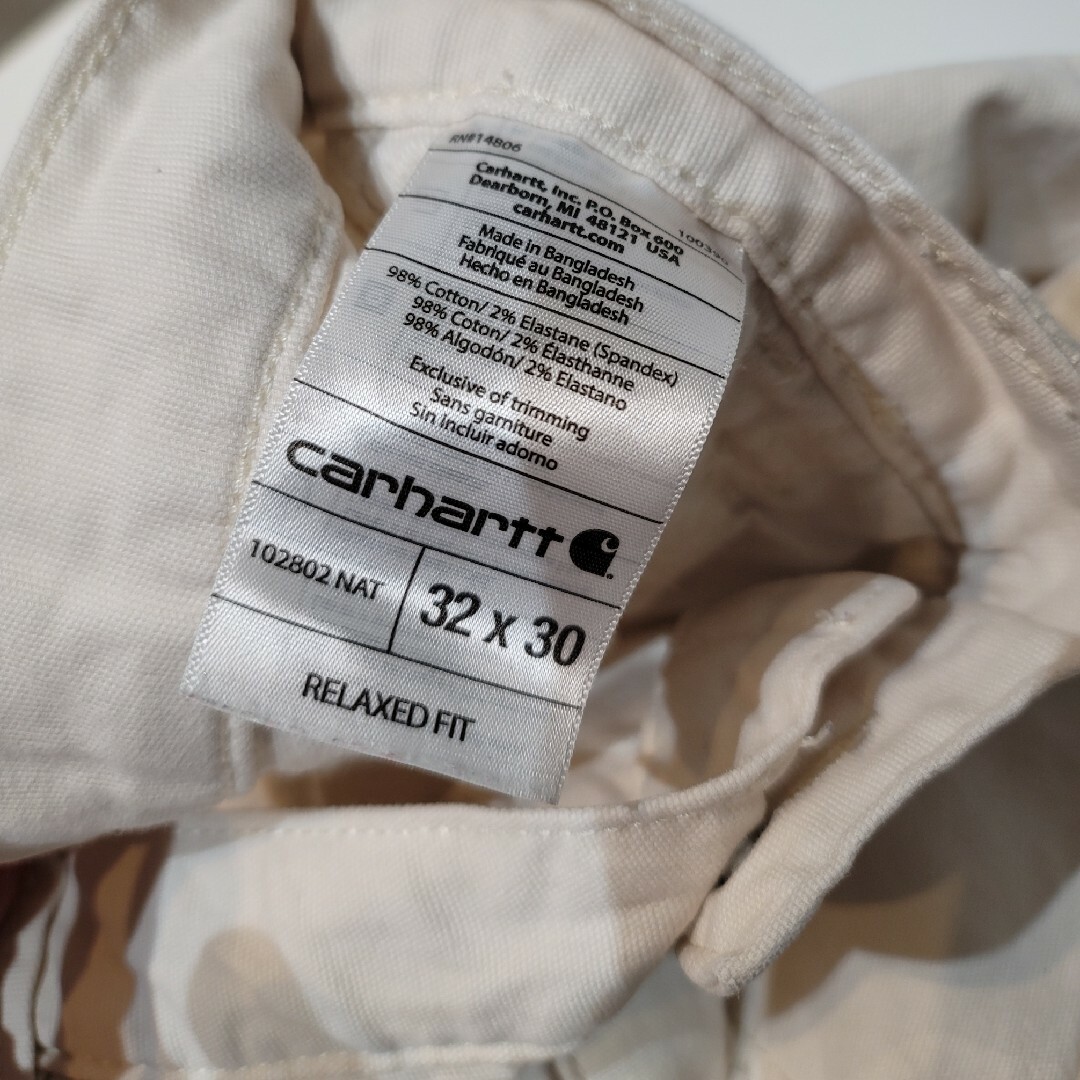 RN#14806
Carhartt, Inc. P.O. Box 600
Dearborn, MI 48121 USA
carhartt.com
Made in Bangladesh
Fabriqué au Bangladesh
Hecho en Bangladesh
98% Cotton/ 2% Elastane (Spandex)
98% Coton/ 2% Élasthanne
98% Algodón/ 2% Elastano
Exclusive of trimming
Sans garniture
Sin incluir adorno
carhartt
102802 NAT
32 x 30
RELAXED FIT